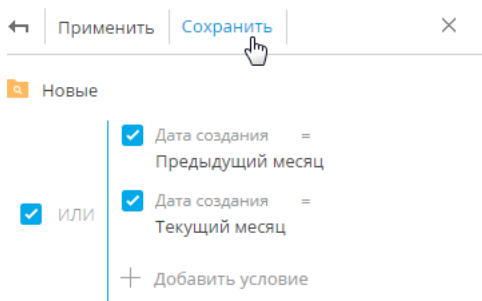 Применить Сохранить
Новые
Дата создания =
Предыдущий месяц
Дата создания =
ИЛИ
Текущий месяц
Добавить условие